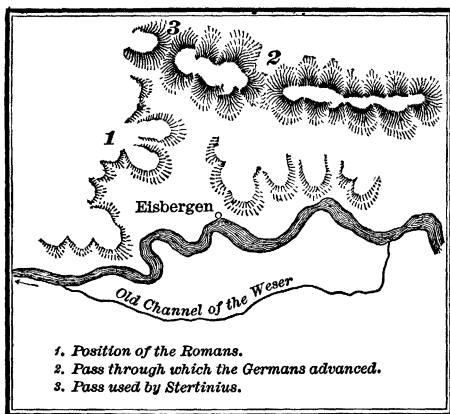 3
2
1
Eisbergen
Old Channel of the Weser
1. Position of the Romans.
2. Pass through which the Germans advanced.
3. Pass used by Stertinius.